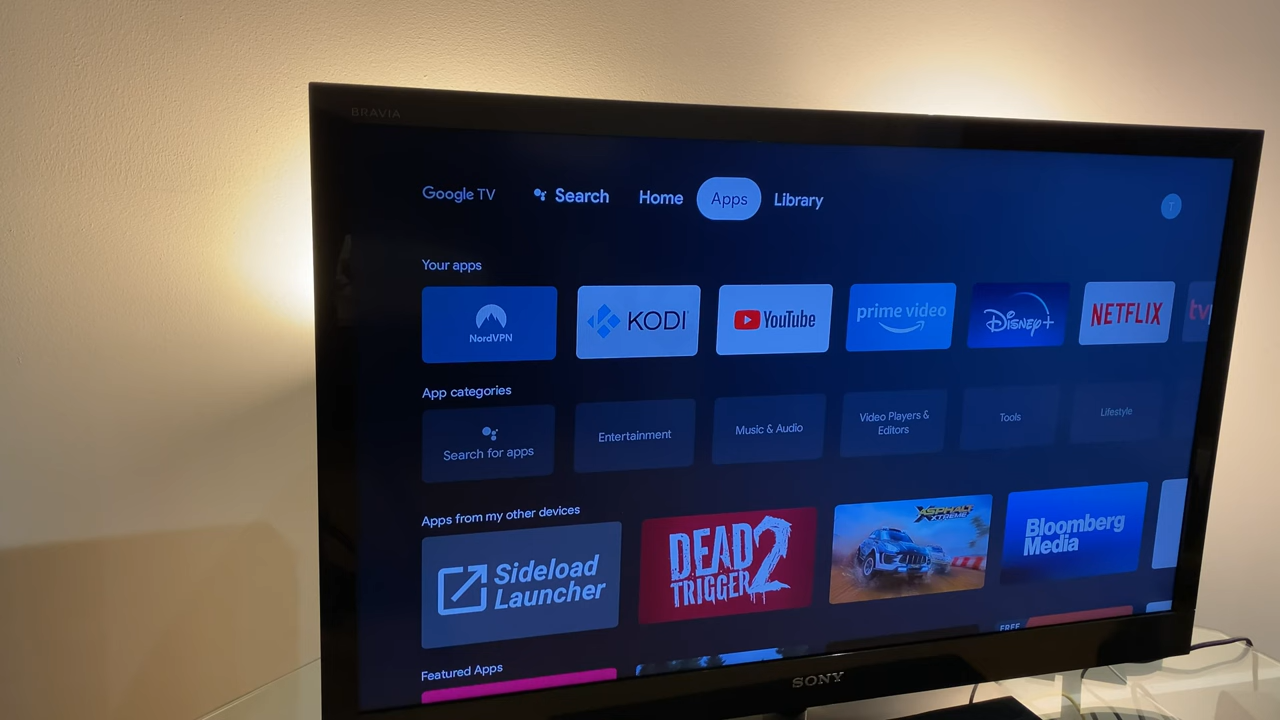 BRAVIA
Google TV
Search
Home
Apps
Library
T
Your apps
NordVPN
KODI
YouTube
prime video
Disney+
NETFLIX
App categories
Search for apps
Entertainment
Music & Audio
Video Players &
Editors
Tools
Lifestyle
Apps from my other devices
Sideload
Launcher
DEAD
TRIGGER 2
ASPHALT
XTREME
Bloomberg
Media
Featured Apps
FREE
SONY